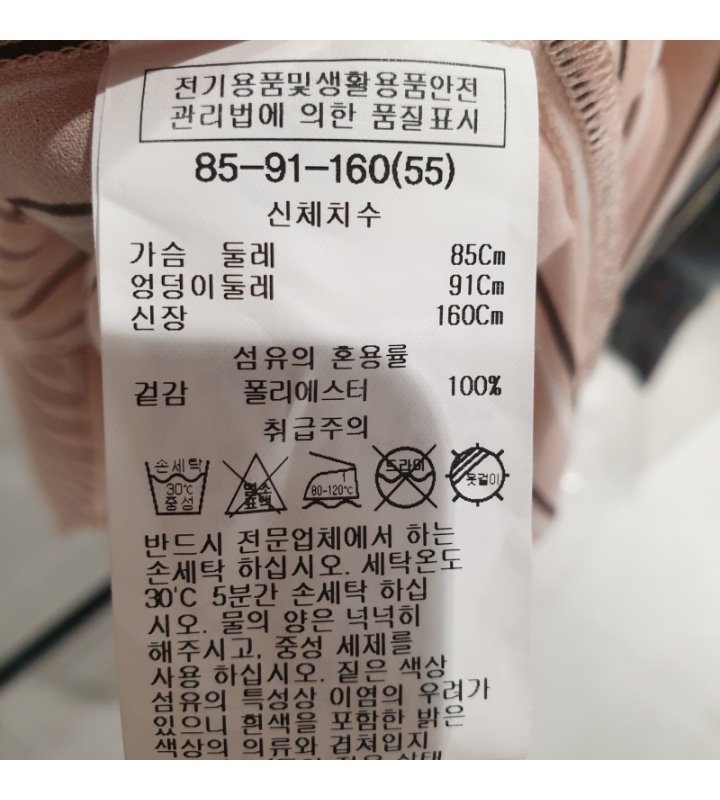 전기용품및생활용품안전
관리법에 의한 품질표시
85-91-160(55)
신체치수
가슴 둘레 85Cm
엉덩이둘레 91Cm
신장 160Cm
섬유의 혼용률
겉감 폴리에스터 100%
취급주의
손세탁 30℃ 중성
염소 표백
80-120℃
드라이
옷걸이
반드시 전문업체에서 하는
손세탁 하십시오. 세탁온도
30'C 5분간 손세탁 하십
시오. 물의 양은 넉넉히
해주시고, 중성 세제를
사용 하십시오. 짙은 색상
섬유의 특성상 이염의 우려가
있으니 흰색을 포함한 밝은
색상의 의류와 겹쳐입지